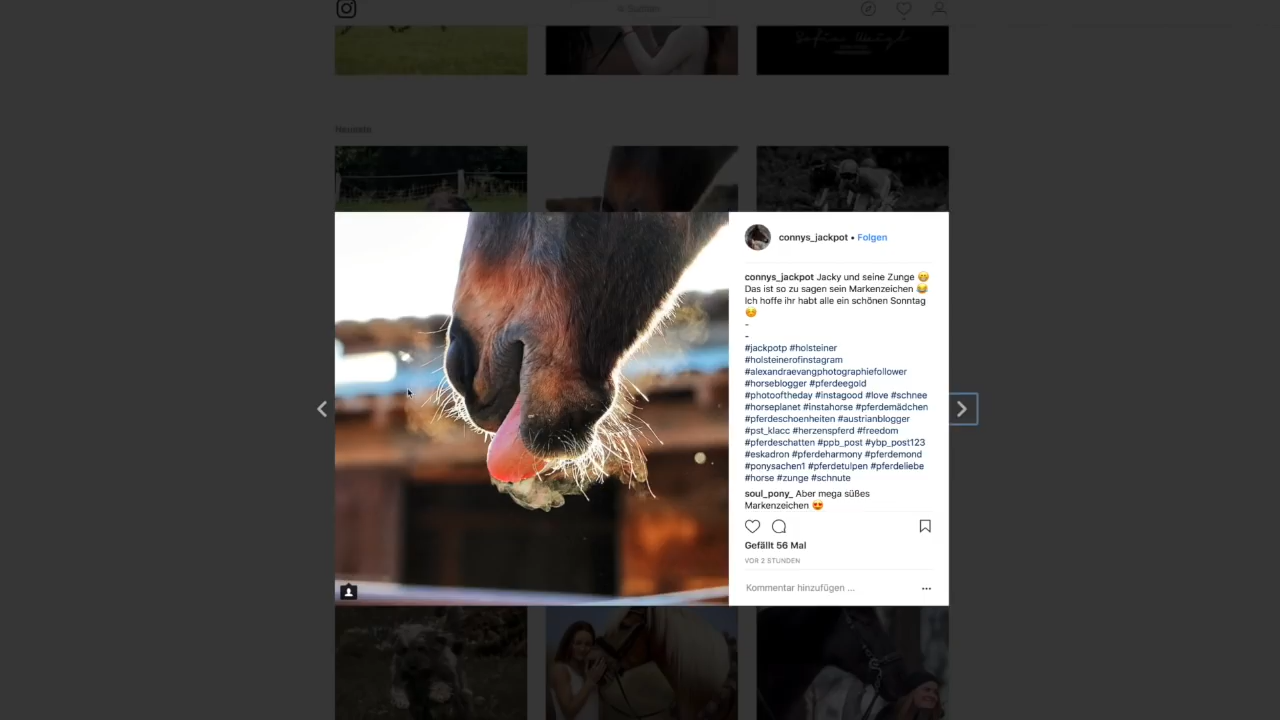 Suchen
Neueste
connys_jackpot • Folgen
connys_jackpot Jacky und seine Zunge 😋
Das ist so zu sagen sein Markenzeichen 😂
Ich hoffe ihr habt alle ein schönen Sonntag
☺️
-
-
#jackpotp #holsteiner
#holsteinerofinstagram
#alexandraevangphotographiefollower
#horseblogger #pferdeegold
#photooftheday #instagood #love #schnee
#horseplanet #instahorse #pferdemädchen
#pferdeschoenheiten #austrianblogger
#pst_klacc #herzenspferd #freedom
#pferdeschatten #ppb_post #ybp_post123
#eskadron #pferdeharmony #pferdemond
#ponysachen1 #pferdetulpen #pferdeliebe
#horse #zunge #schnute
soul_pony_ Aber mega süßes
Markenzeichen 😍
Gefällt 56 Mal
VOR 2 STUNDEN
Kommentar hinzufügen ...